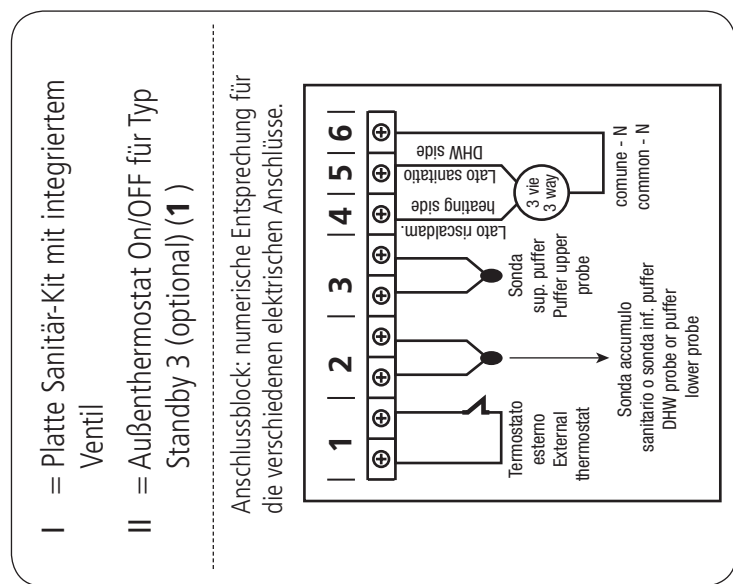 I = Platte Sanitär-Kit mit integriertem
Ventil
II = Außenthermostat On/OFF für Typ
Standby 3 (optional) (1 )
Anschlussblock: numerische Entsprechung für
die verschiedenen elektrischen Anschlüsse.
1 2 3 4 5 6
Lato riscaldam.
heating side
Lato sanitatio
DHW side
3 vie
3 way
Termostato
esterno
External
thermostat
Sonda
sup. puffer
Puffer upper
probe
comune - N
common - N
Sonda accumulo
sanitario o sonda inf. puffer
DHW probe or puffer
lower probe